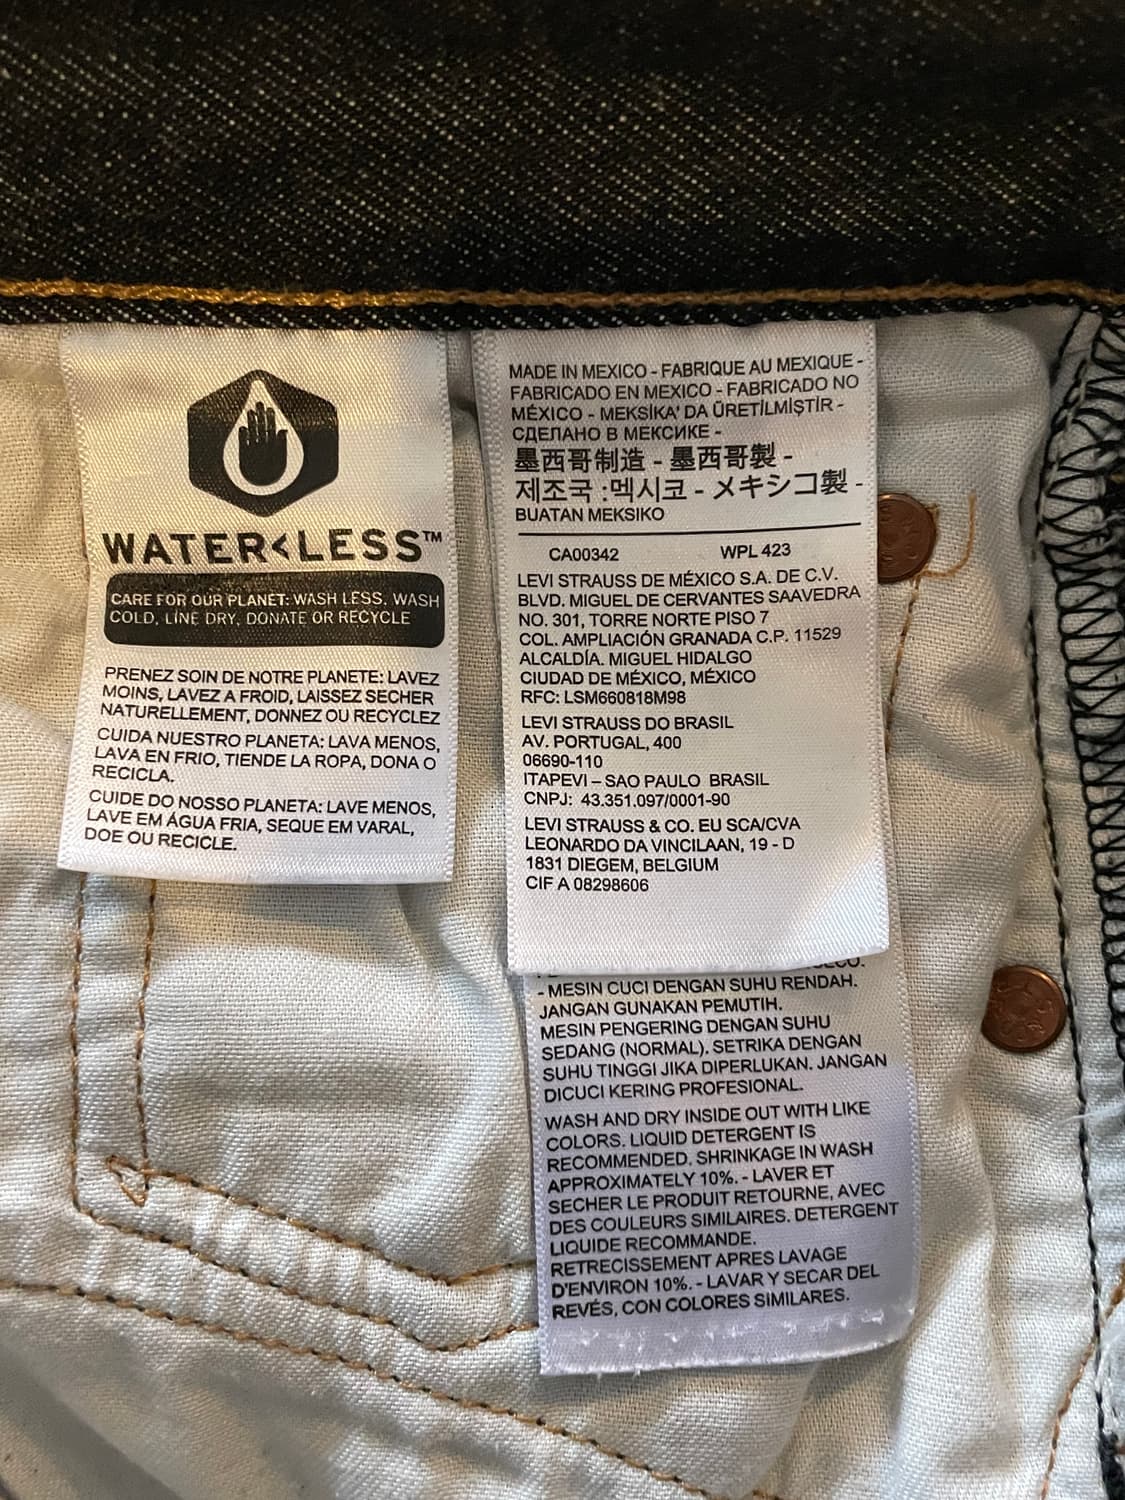 WATER<LESS™
CARE FOR OUR PLANET: WASH LESS, WASH
COLD, LINE DRY, DONATE OR RECYCLE
PRENEZ SOIN DE NOTRE PLANETE: LAVEZ
MOINS, LAVEZ A FROID, LAISSEZ SECHER
NATURELLEMENT, DONNEZ OU RECYCLEZ
CUIDA NUESTRO PLANETA: LAVA MENOS,
LAVA EN FRIO, TIENDE LA ROPA, DONA O
RECICLA.
CUIDE DO NOSSO PLANETA: LAVE MENOS,
LAVE EM ÁGUA FRIA, SEQUE EM VARAL,
DOE OU RECICLE.
MADE IN MEXICO - FABRIQUE AU MEXIQUE -
FABRICADO EN MEXICO - FABRICADO NO
MÉXICO - MEKSİKA' DA ÜRETİLMİŞTİR -
СДЕЛАНО В МЕКСИКЕ -
墨西哥制造 - 墨西哥製 -
제조국 :멕시코 - メキシコ製 -
BUATAN MEKSIKO
CA00342 WPL 423
LEVI STRAUSS DE MÉXICO S.A. DE C.V.
BLVD. MIGUEL DE CERVANTES SAAVEDRA
NO. 301, TORRE NORTE PISO 7
COL. AMPLIACIÓN GRANADA C.P. 11529
ALCALDÍA. MIGUEL HIDALGO
CIUDAD DE MÉXICO, MÉXICO
RFC: LSM660818M98
LEVI STRAUSS DO BRASIL
AV. PORTUGAL, 400
06690-110
ITAPEVI – SAO PAULO BRASIL
CNPJ: 43.351.097/0001-90
LEVI STRAUSS & CO. EU SCA/CVA
LEONARDO DA VINCILAAN, 19 - D
1831 DIEGEM, BELGIUM
CIF A 08298606
- MESIN CUCI DENGAN SUHU RENDAH.
JANGAN GUNAKAN PEMUTIH.
MESIN PENGERING DENGAN SUHU
SEDANG (NORMAL). SETRIKA DENGAN
SUHU TINGGI JIKA DIPERLUKAN. JANGAN
DICUCI KERING PROFESIONAL.
WASH AND DRY INSIDE OUT WITH LIKE
COLORS. LIQUID DETERGENT IS
RECOMMENDED. SHRINKAGE IN WASH
APPROXIMATELY 10%. - LAVER ET
SECHER LE PRODUIT RETOURNE, AVEC
DES COULEURS SIMILAIRES. DETERGENT
LIQUIDE RECOMMANDE.
RETRECISSEMENT APRES LAVAGE
D'ENVIRON 10%. - LAVAR Y SECAR DEL
REVÉS, CON COLORES SIMILARES.